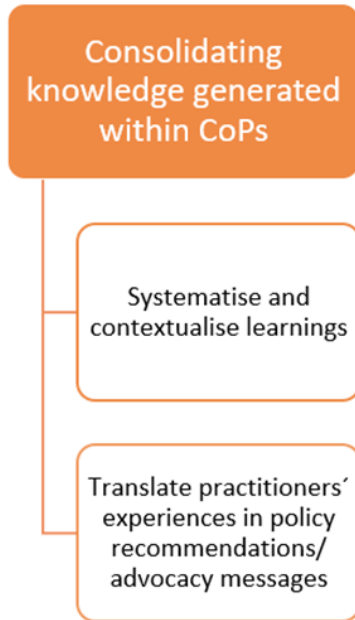 Consolidating
knowledge generated
within CoPs
Systematise and
contextualise learnings
Translate practitioners´
experiences in policy
recommendations/
advocacy messages